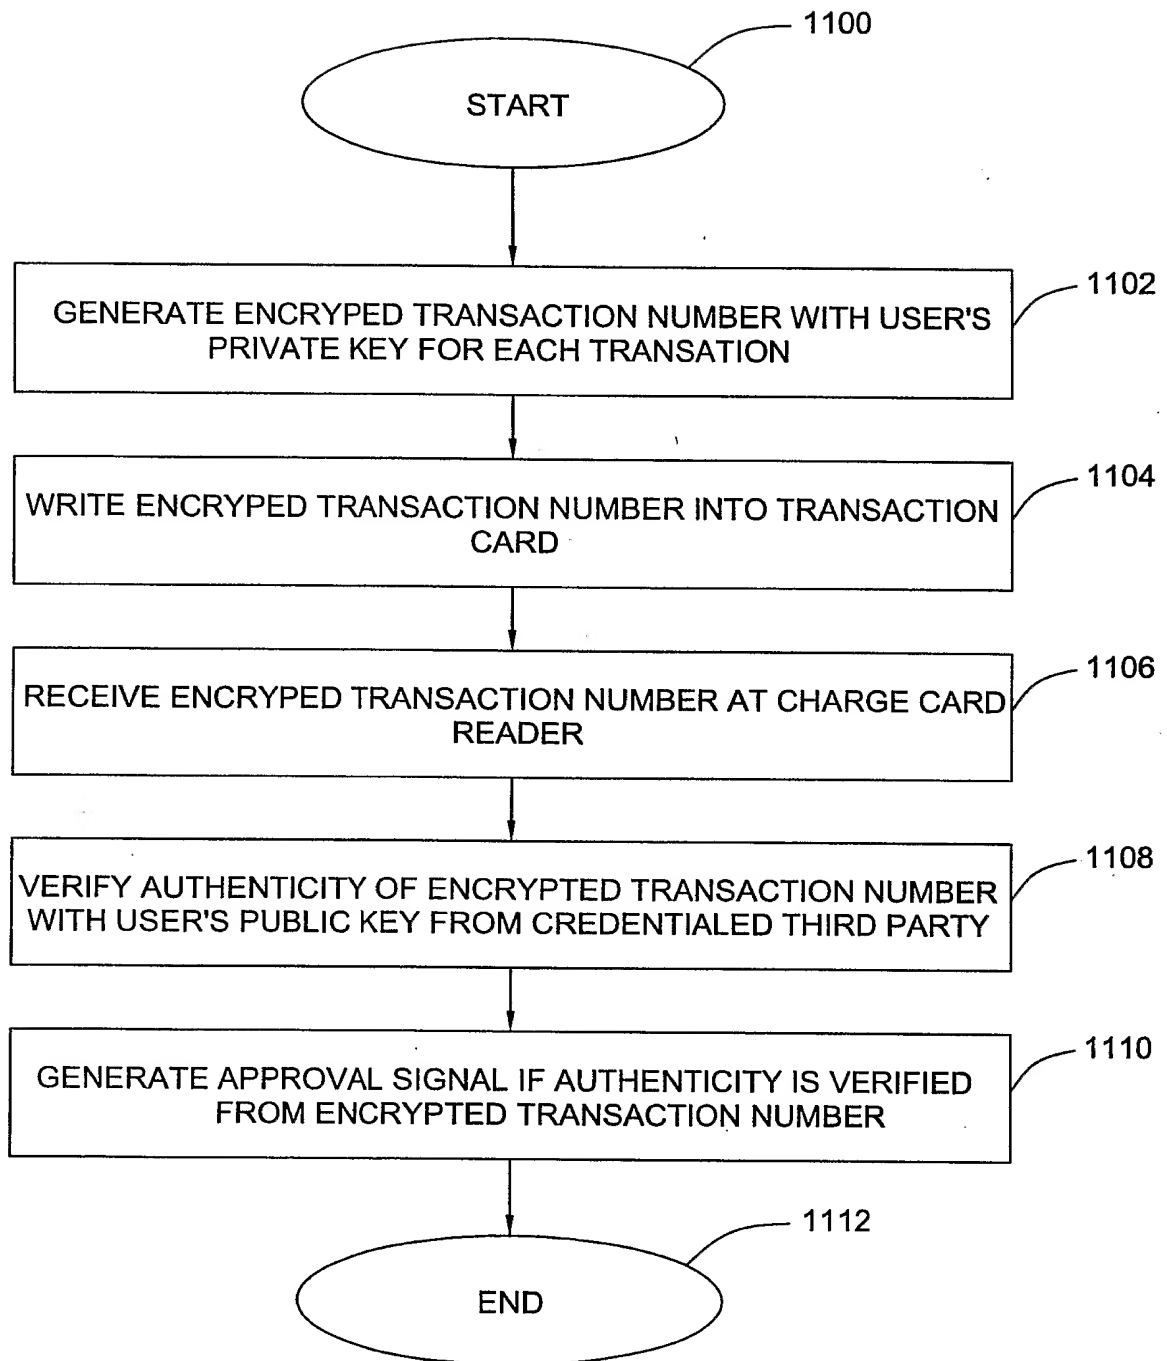 1100
START
1102
GENERATE ENCRYPED TRANSACTION NUMBER WITH USER'S
PRIVATE KEY FOR EACH TRANSATION
1104
WRITE ENCRYPED TRANSACTION NUMBER INTO TRANSACTION
CARD
1106
RECEIVE ENCRYPED TRANSACTION NUMBER AT CHARGE CARD
READER
1108
VERIFY AUTHENTICITY OF ENCRYPTED TRANSACTION NUMBER
WITH USER'S PUBLIC KEY FROM CREDENTIALED THIRD PARTY
1110
GENERATE APPROVAL SIGNAL IF AUTHENTICITY IS VERIFIED
FROM ENCRYPTED TRANSACTION NUMBER
1112
END